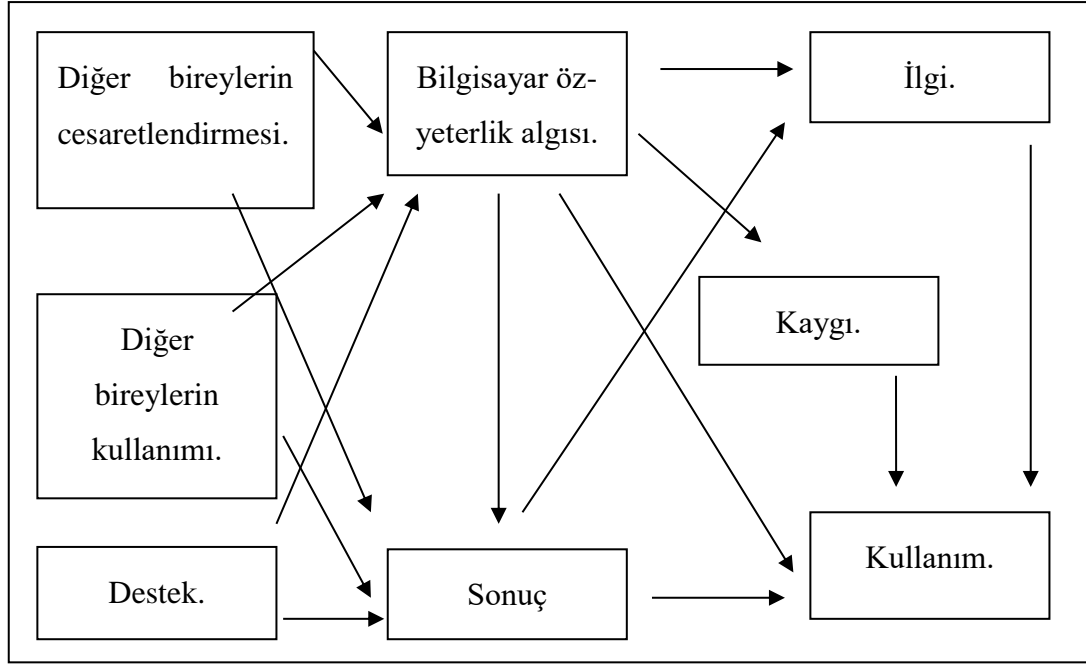 Diğer bireylerin
cesaretlendirmesi.
Bilgisayar öz-
yeterlik algısı.
İlgi.
Kaygı.
Diğer
bireylerin
kullanımı.
Destek.
Sonuç
Kullanım.